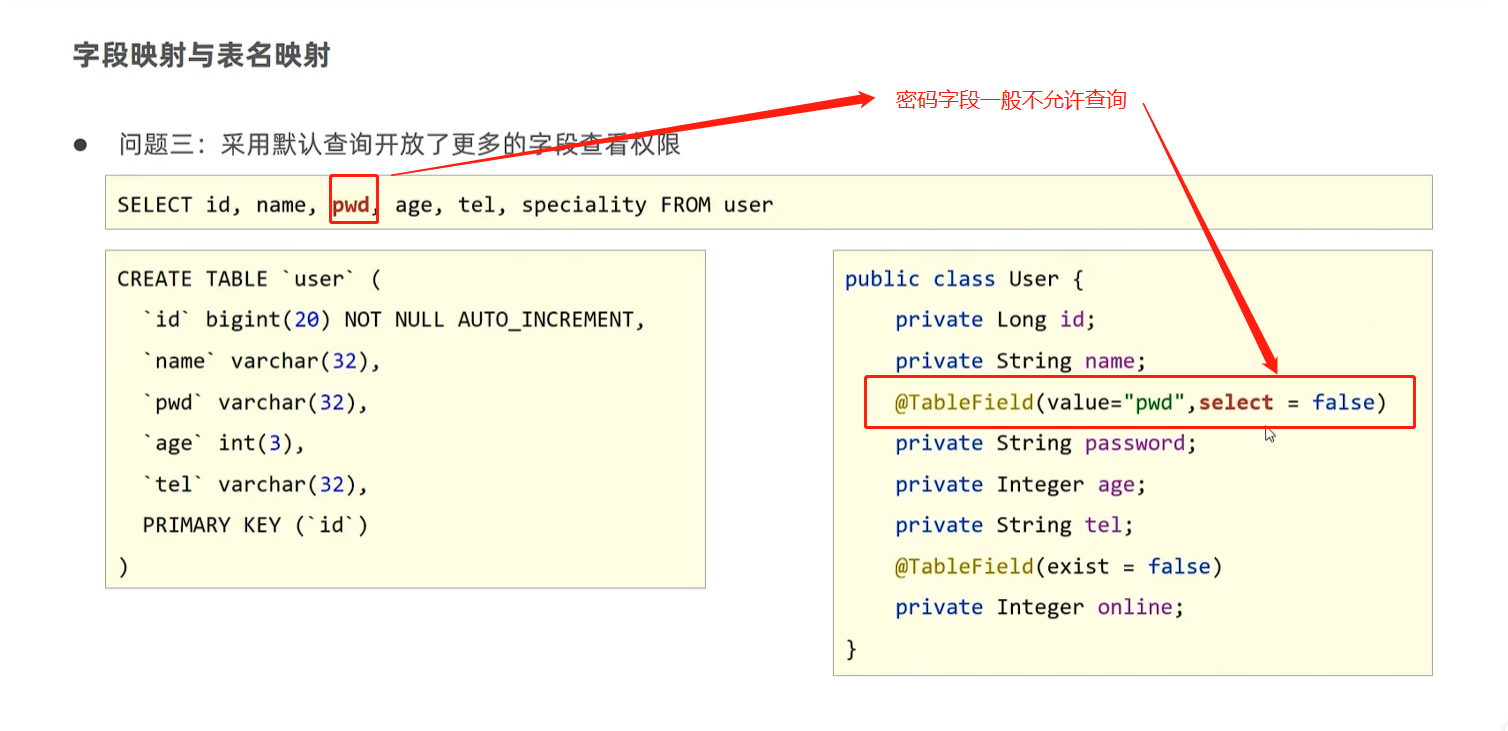 字段映射与表名映射
密码字段一般不允许查询
● 问题三：采用默认查询开放了更多的字段查看权限
SELECT id, name, pwd, age, tel, speciality FROM user
CREATE TABLE `user` (
`id` bigint(20) NOT NULL AUTO_INCREMENT,
`name` varchar(32),
`pwd` varchar(32),
`age` int(3),
`tel` varchar(32),
PRIMARY KEY (`id`)
)
public class User {
private Long id;
private String name;
@TableField(value="pwd",select = false)
private String password;
private Integer age;
private String tel;
@TableField(exist = false)
private Integer online;
}